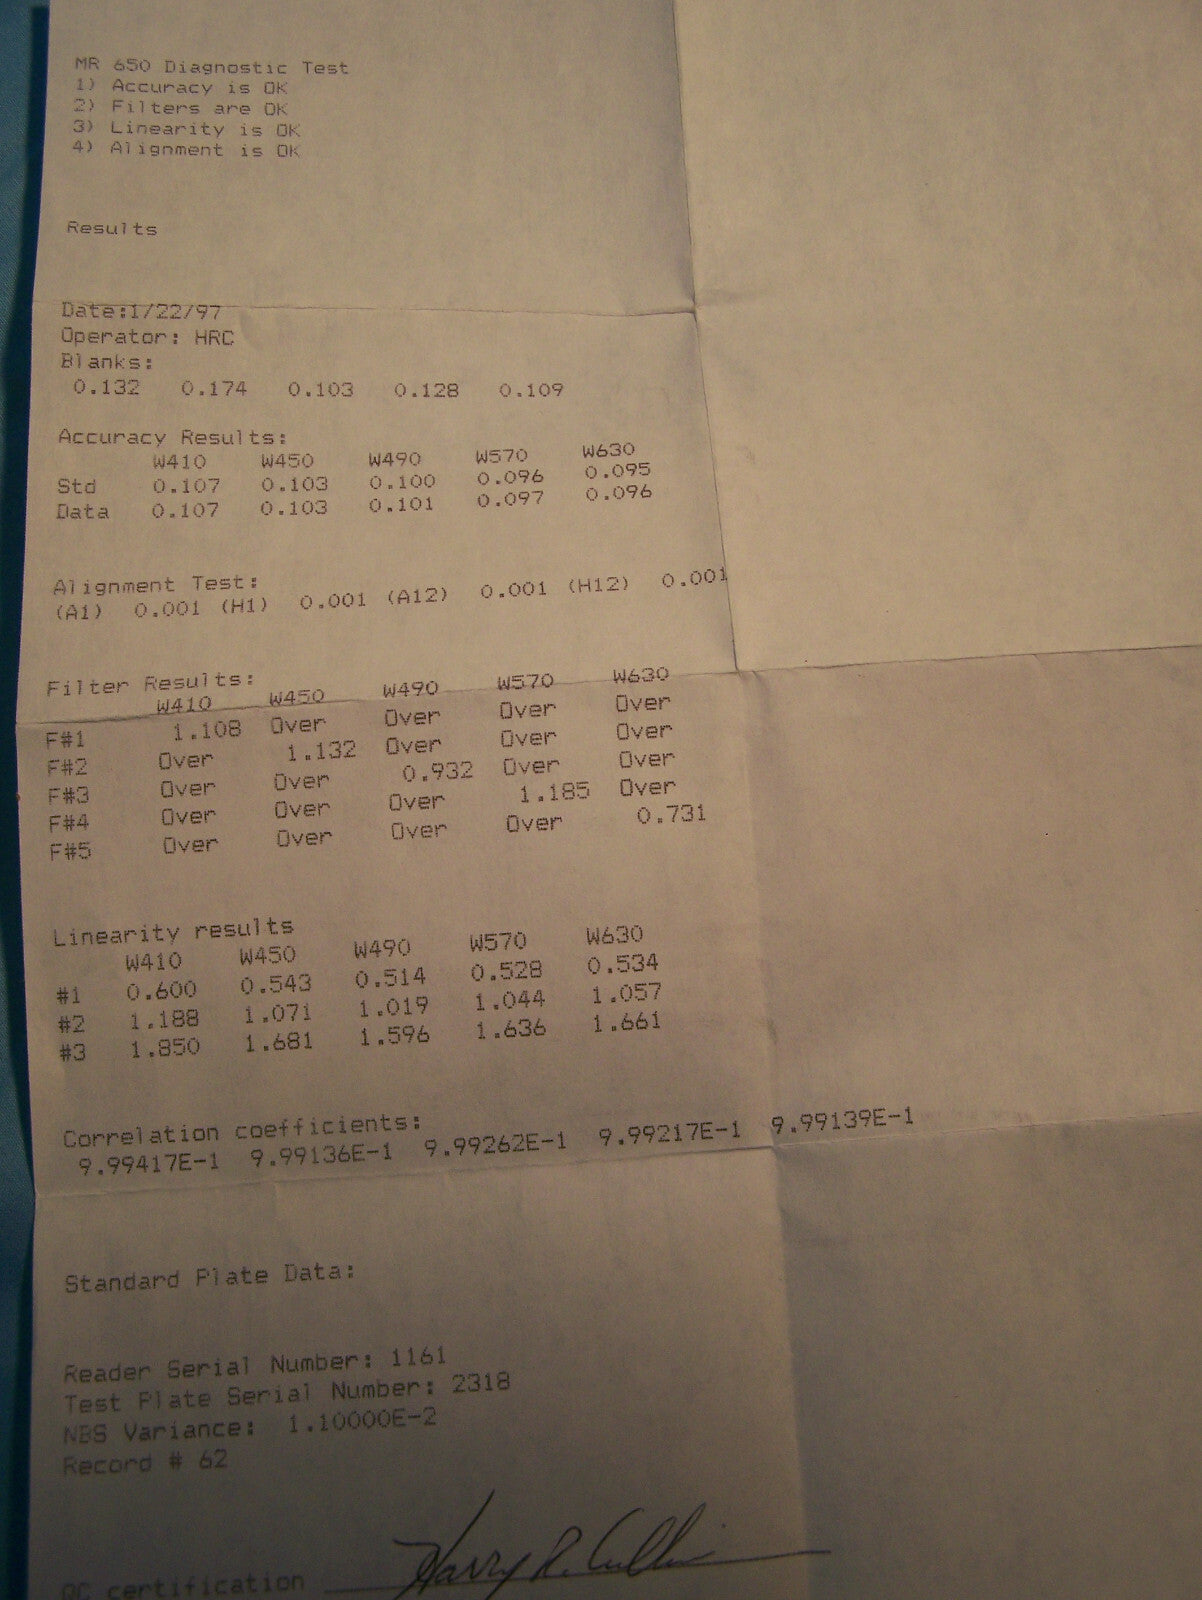 MR 650 Diagnostic Test
1) Accuracy is OK
2) Filters are OK
3) Linearity is OK
4) Alignment is OK
Results
Date:1/22/97
Operator: HRC
Blanks:
0.132 0.174 0.103 0.128 0.109
Accuracy Results:
W410 W450 W490 W570 W630
Std 0.107 0.103 0.100 0.096 0.095
Data 0.107 0.103 0.101 0.097 0.096
Alignment Test:
(A1) 0.001 (H1) 0.001 (A12) 0.001 (H12) 0.001
Filter Results:
W410 W450 W490 W570 W630
F#1 1.108 Over Over Over Over
F#2 Over 1.132 Over Over Over
F#3 Over Over 0.932 Over Over
F#4 Over Over Over 1.185 Over
F#5 Over Over Over Over 0.731
Linearity results
W410 W450 W490 W570 W630
#1 0.600 0.543 0.514 0.528 0.534
#2 1.188 1.071 1.019 1.044 1.057
#3 1.850 1.681 1.596 1.636 1.661
Correlation coefficients:
9.99417E-1 9.99136E-1 9.99262E-1 9.99217E-1 9.99139E-1
Standard Plate Data:
Reader Serial Number: 1161
Test Plate Serial Number: 2318
NBS Variance: 1.10000E-2
Record # 62
QC certification Harry R.